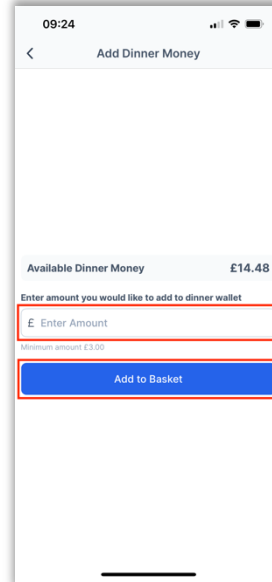 09:24
Add Dinner Money
Available Dinner Money £14.48
Enter amount you would like to add to dinner wallet
£ Enter Amount
Minimum amount £3.00
Add to Basket